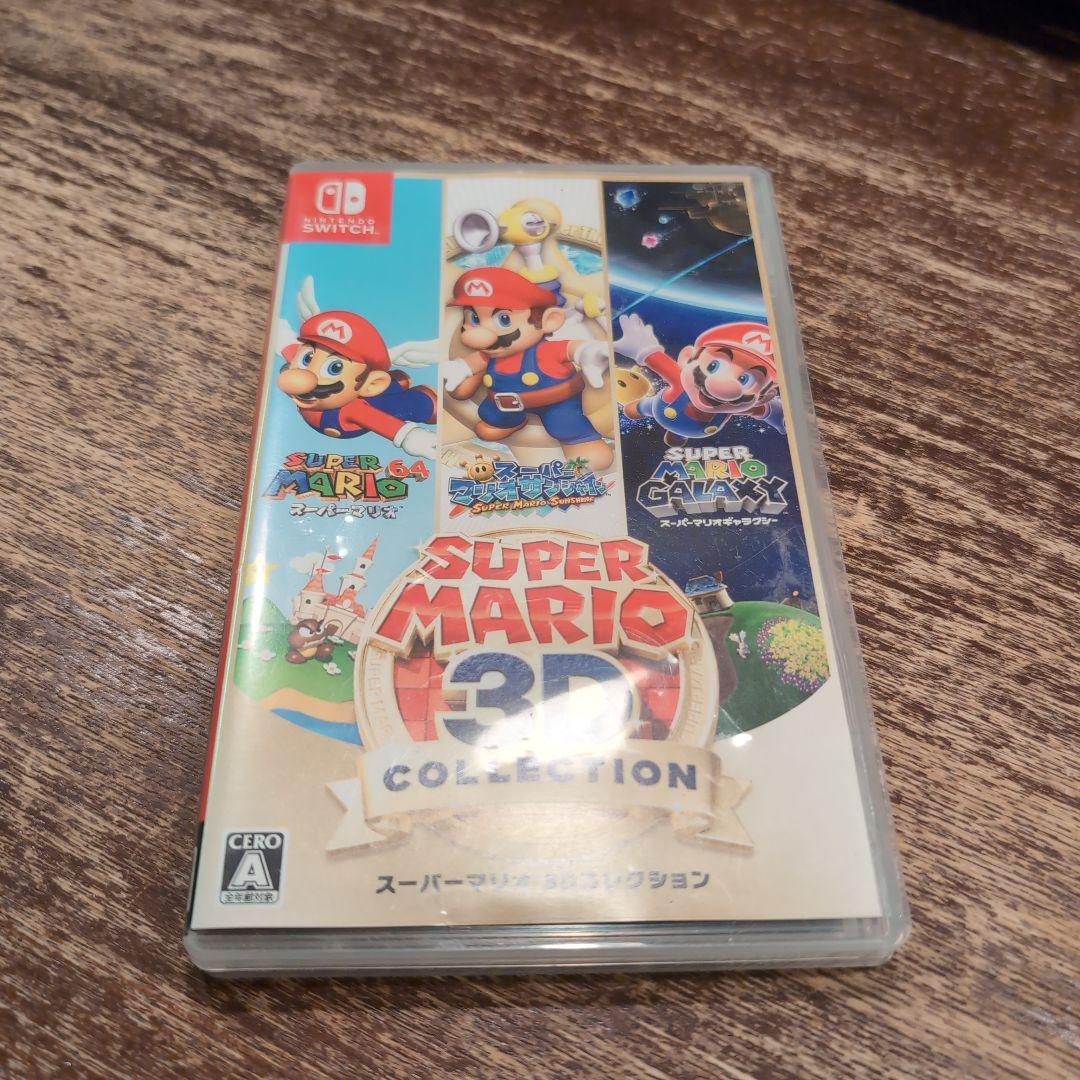 NINTENDO
SWITCH
SUPER
MARIO 64
スーパーマリオ
スーパー
マリオサンシャイン
SUPER MARIO SUNSHINE
SUPER
MARIO
GALAXY
スーパーマリオギャラクシー
SUPER
MARIO
3D
COLLECTION
スーパーマリオ 3Dコレクション
CERO
A
全年齢対象